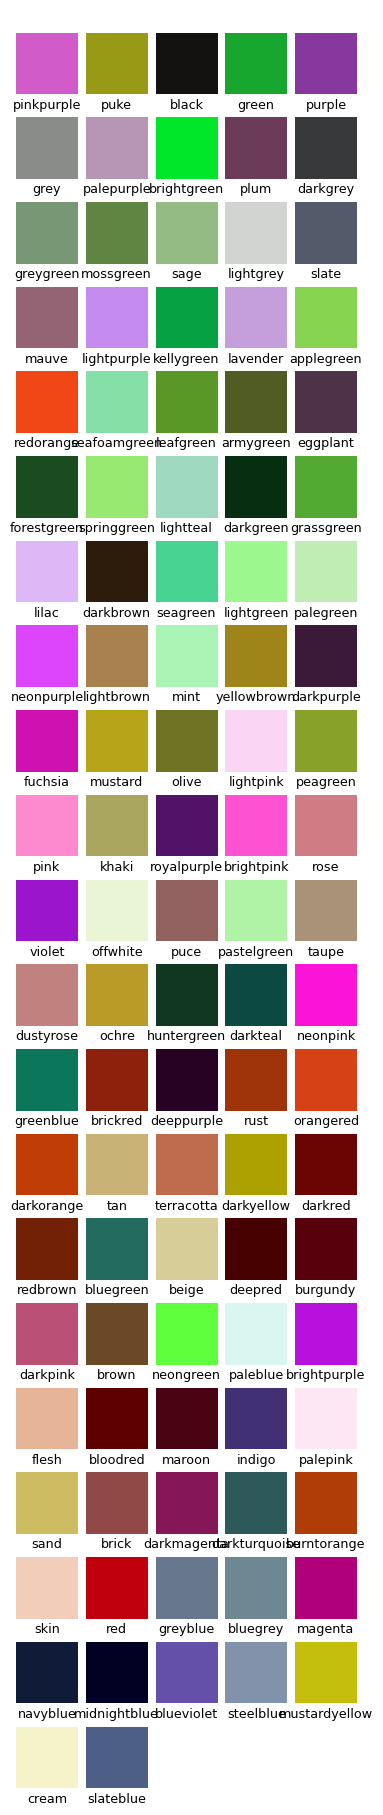 pinkpurple puke black green purple
grey palepurple brightgreen plum darkgrey
greygreen mossgreen sage lightgrey slate
mauve lightpurple kellygreen lavender applegreen
redorange seafoamgreen leafgreen armygreen eggplant
forestgreen springgreen lightteal darkgreen grassgreen
lilac darkbrown seagreen lightgreen palegreen
neonpurple lightbrown mint yellowbrown darkpurple
fuchsia mustard olive lightpink peagreen
pink khaki royalpurple brightpink rose
violet offwhite puce pastelgreen taupe
dustyrose ochre huntergreen darkteal neonpink
greenblue brickred deeppurple rust orangered
darkorange tan terracotta darkyellow darkred
redbrown bluegreen beige deepred burgundy
darkpink brown neongreen paleblue brightpurple
flesh bloodred maroon indigo palepink
sand brick darkmagenta darkturquoise burntorange
skin red greyblue bluegrey magenta
navyblue midnightblue blueviolet steelblue mustardyellow
cream slateblue